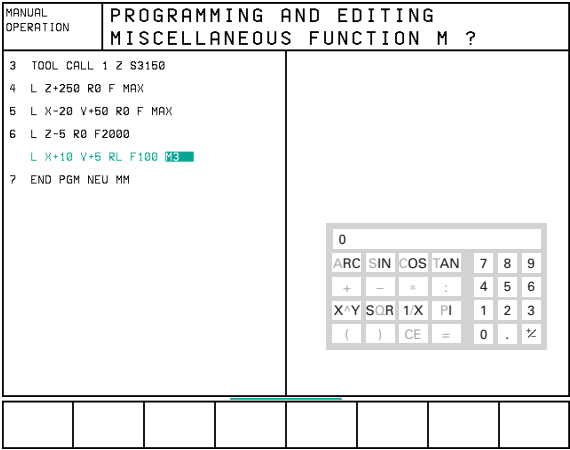 MANUAL
OPERATION
PROGRAMMING AND EDITING
MISCELLANEOUS FUNCTION M ?
3 TOOL CALL 1 Z S3150
4 L Z+250 R0 F MAX
5 L X-20 Y+50 R0 F MAX
6 L Z-5 R0 F2000
L X+10 Y+5 RL F100 M3
7 END PGM NEU MM
0
ARC SIN COS TAN 7 8 9
+ − * : 4 5 6
X^Y SQR 1/X PI 1 2 3
( ) CE = 0 . +/−